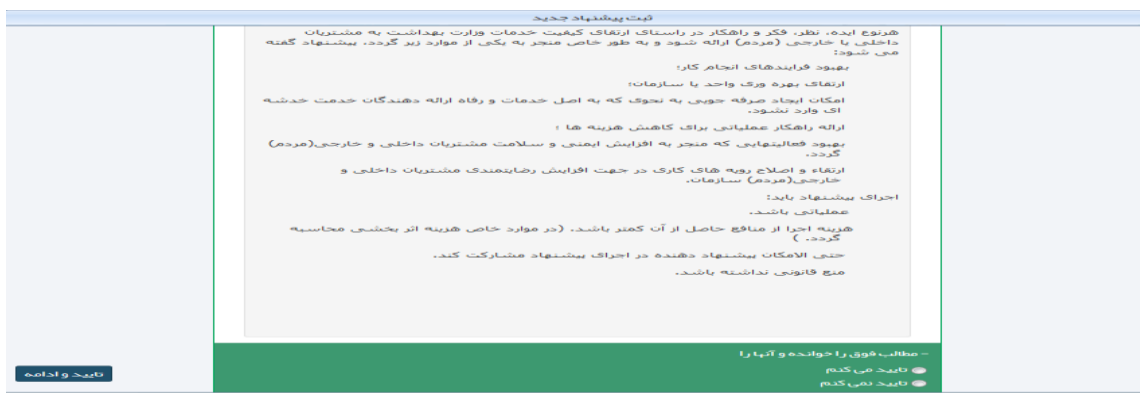 ثبت پیشنهاد جدید
هرنوع ایده، نظر، فکر و راهکار در راستای ارتقای کیفیت خدمات وزارت بهداشت به مشتریان
داخلی یا خارجی (مردم) ارائه شود و به طور خاص منجر به یکی از موارد زیر گردد، پیشنهاد گفته
می شود:
بهبود فرایندهای انجام کار؛
ارتقای بهره وری واحد یا سازمان؛
امکان ایجاد صرفه جویی به نحوی که به اصل خدمات و رفاه ارائه دهندگان خدمت خدشه
ای وارد نشود.
ارائه راهکار عملیاتی برای کاهش هزینه ها ؛
بهبود فعالیتهایی که منجر به افزایش ایمنی و سلامت مشتریان داخلی و خارجی(مردم)
گردد.
ارتقاء و اصلاح رویه های کاری در جهت افزایش رضایتمندی مشتریان داخلی و
خارجی(مردم) سازمان.
اجرای پیشنهاد باید:
عملیاتی باشد.
هزینه اجرا از منافع حاصل از آن کمتر باشد. (در موارد خاص هزینه اثر بخشی محاسبه
گردد. )
حتی الامکان پیشنهاد دهنده در اجرای پیشنهاد مشارکت کند.
منع قانونی نداشته باشد.
- مطالب فوق را خوانده و آنها را
تایید می کنم
تایید نمی کنم
تایید و ادامه